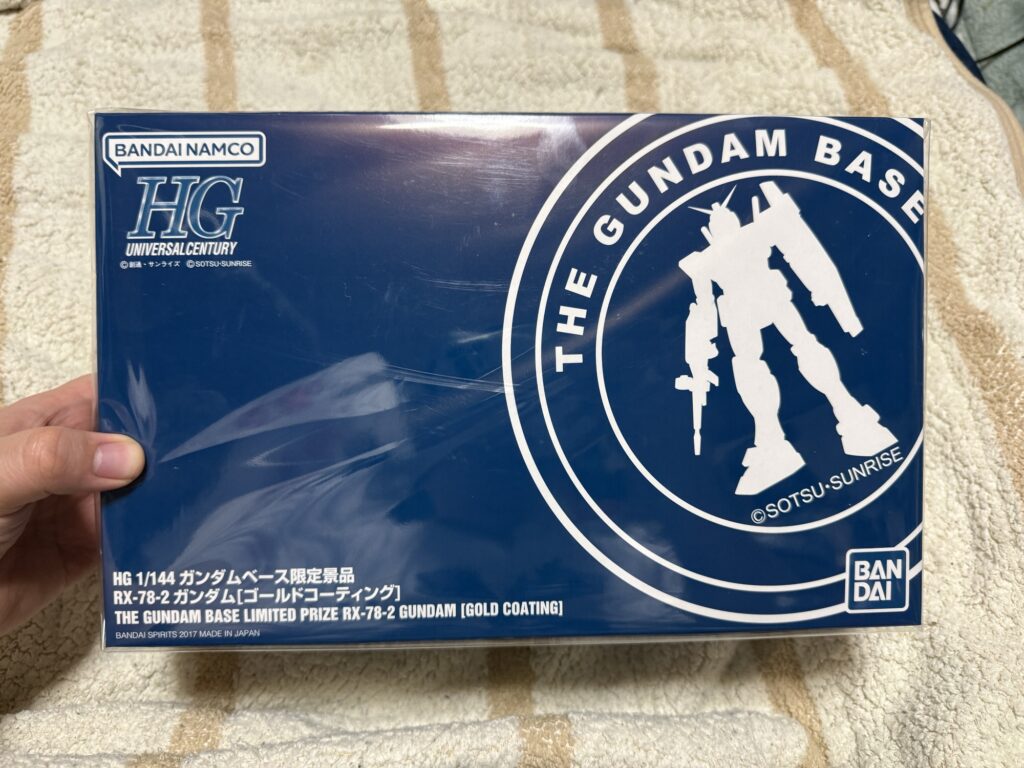 BANDAI NAMCO
HG
UNIVERSAL CENTURY
©創通・サンライズ ©SOTSU・SUNRISE
THE GUNDAM BASE
©SOTSU・SUNRISE
HG 1/144 ガンダムベース限定景品
RX-78-2 ガンダム[ゴールドコーティング]
THE GUNDAM BASE LIMITED PRIZE RX-78-2 GUNDAM [GOLD COATING]
BANDAI SPIRITS 2017 MADE IN JAPAN
BAN
DAI